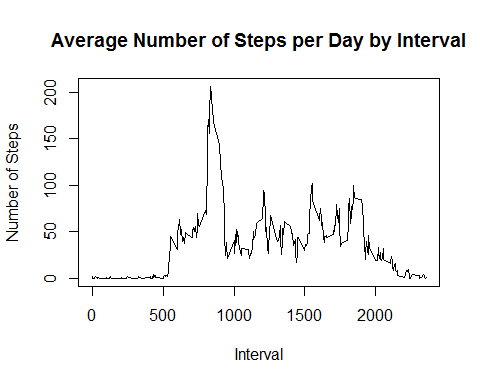 Average Number of Steps per Day by Interval
Number of Steps
200
150
100
50
0
0 500 1000 1500 2000
Interval